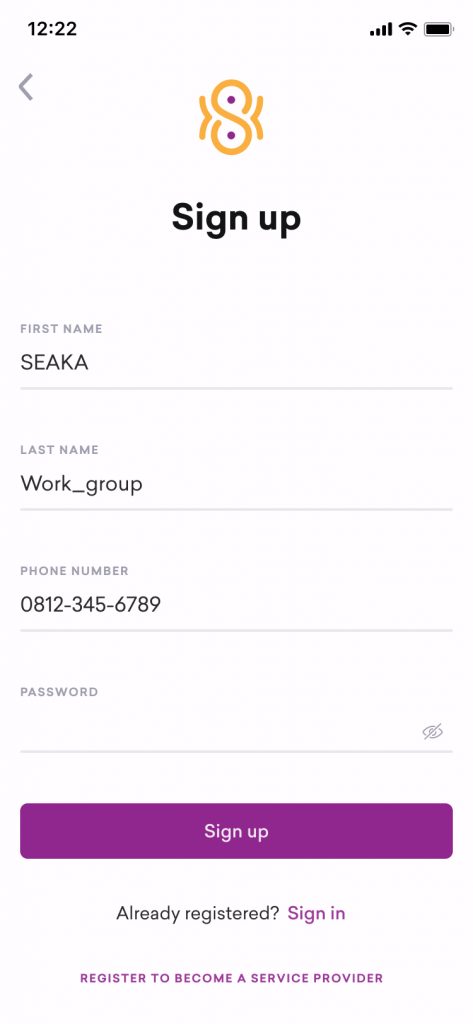 12:22
Sign up
FIRST NAME
SEAKA
LAST NAME
Work_group
PHONE NUMBER
0812-345-6789
PASSWORD
Sign up
Already registered? Sign in
REGISTER TO BECOME A SERVICE PROVIDER